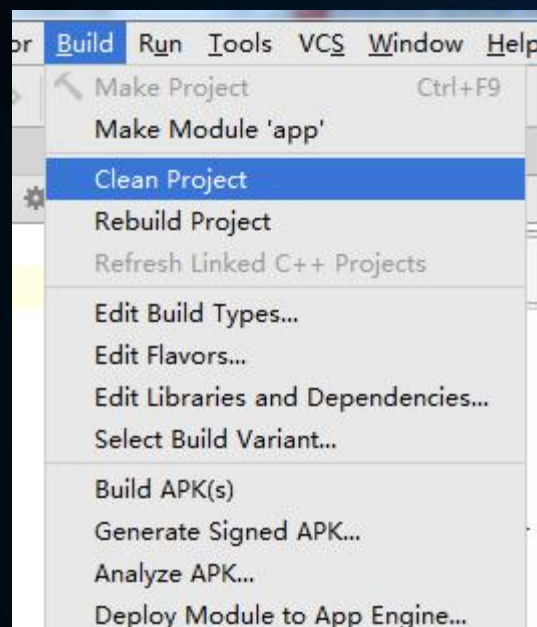 or Build Run Tools VCS Window Help
Make Project Ctrl+F9
Make Module 'app'
Clean Project
Rebuild Project
Refresh Linked C++ Projects
Edit Build Types...
Edit Flavors...
Edit Libraries and Dependencies...
Select Build Variant...
Build APK(s)
Generate Signed APK...
Analyze APK...
Deploy Module to App Engine...